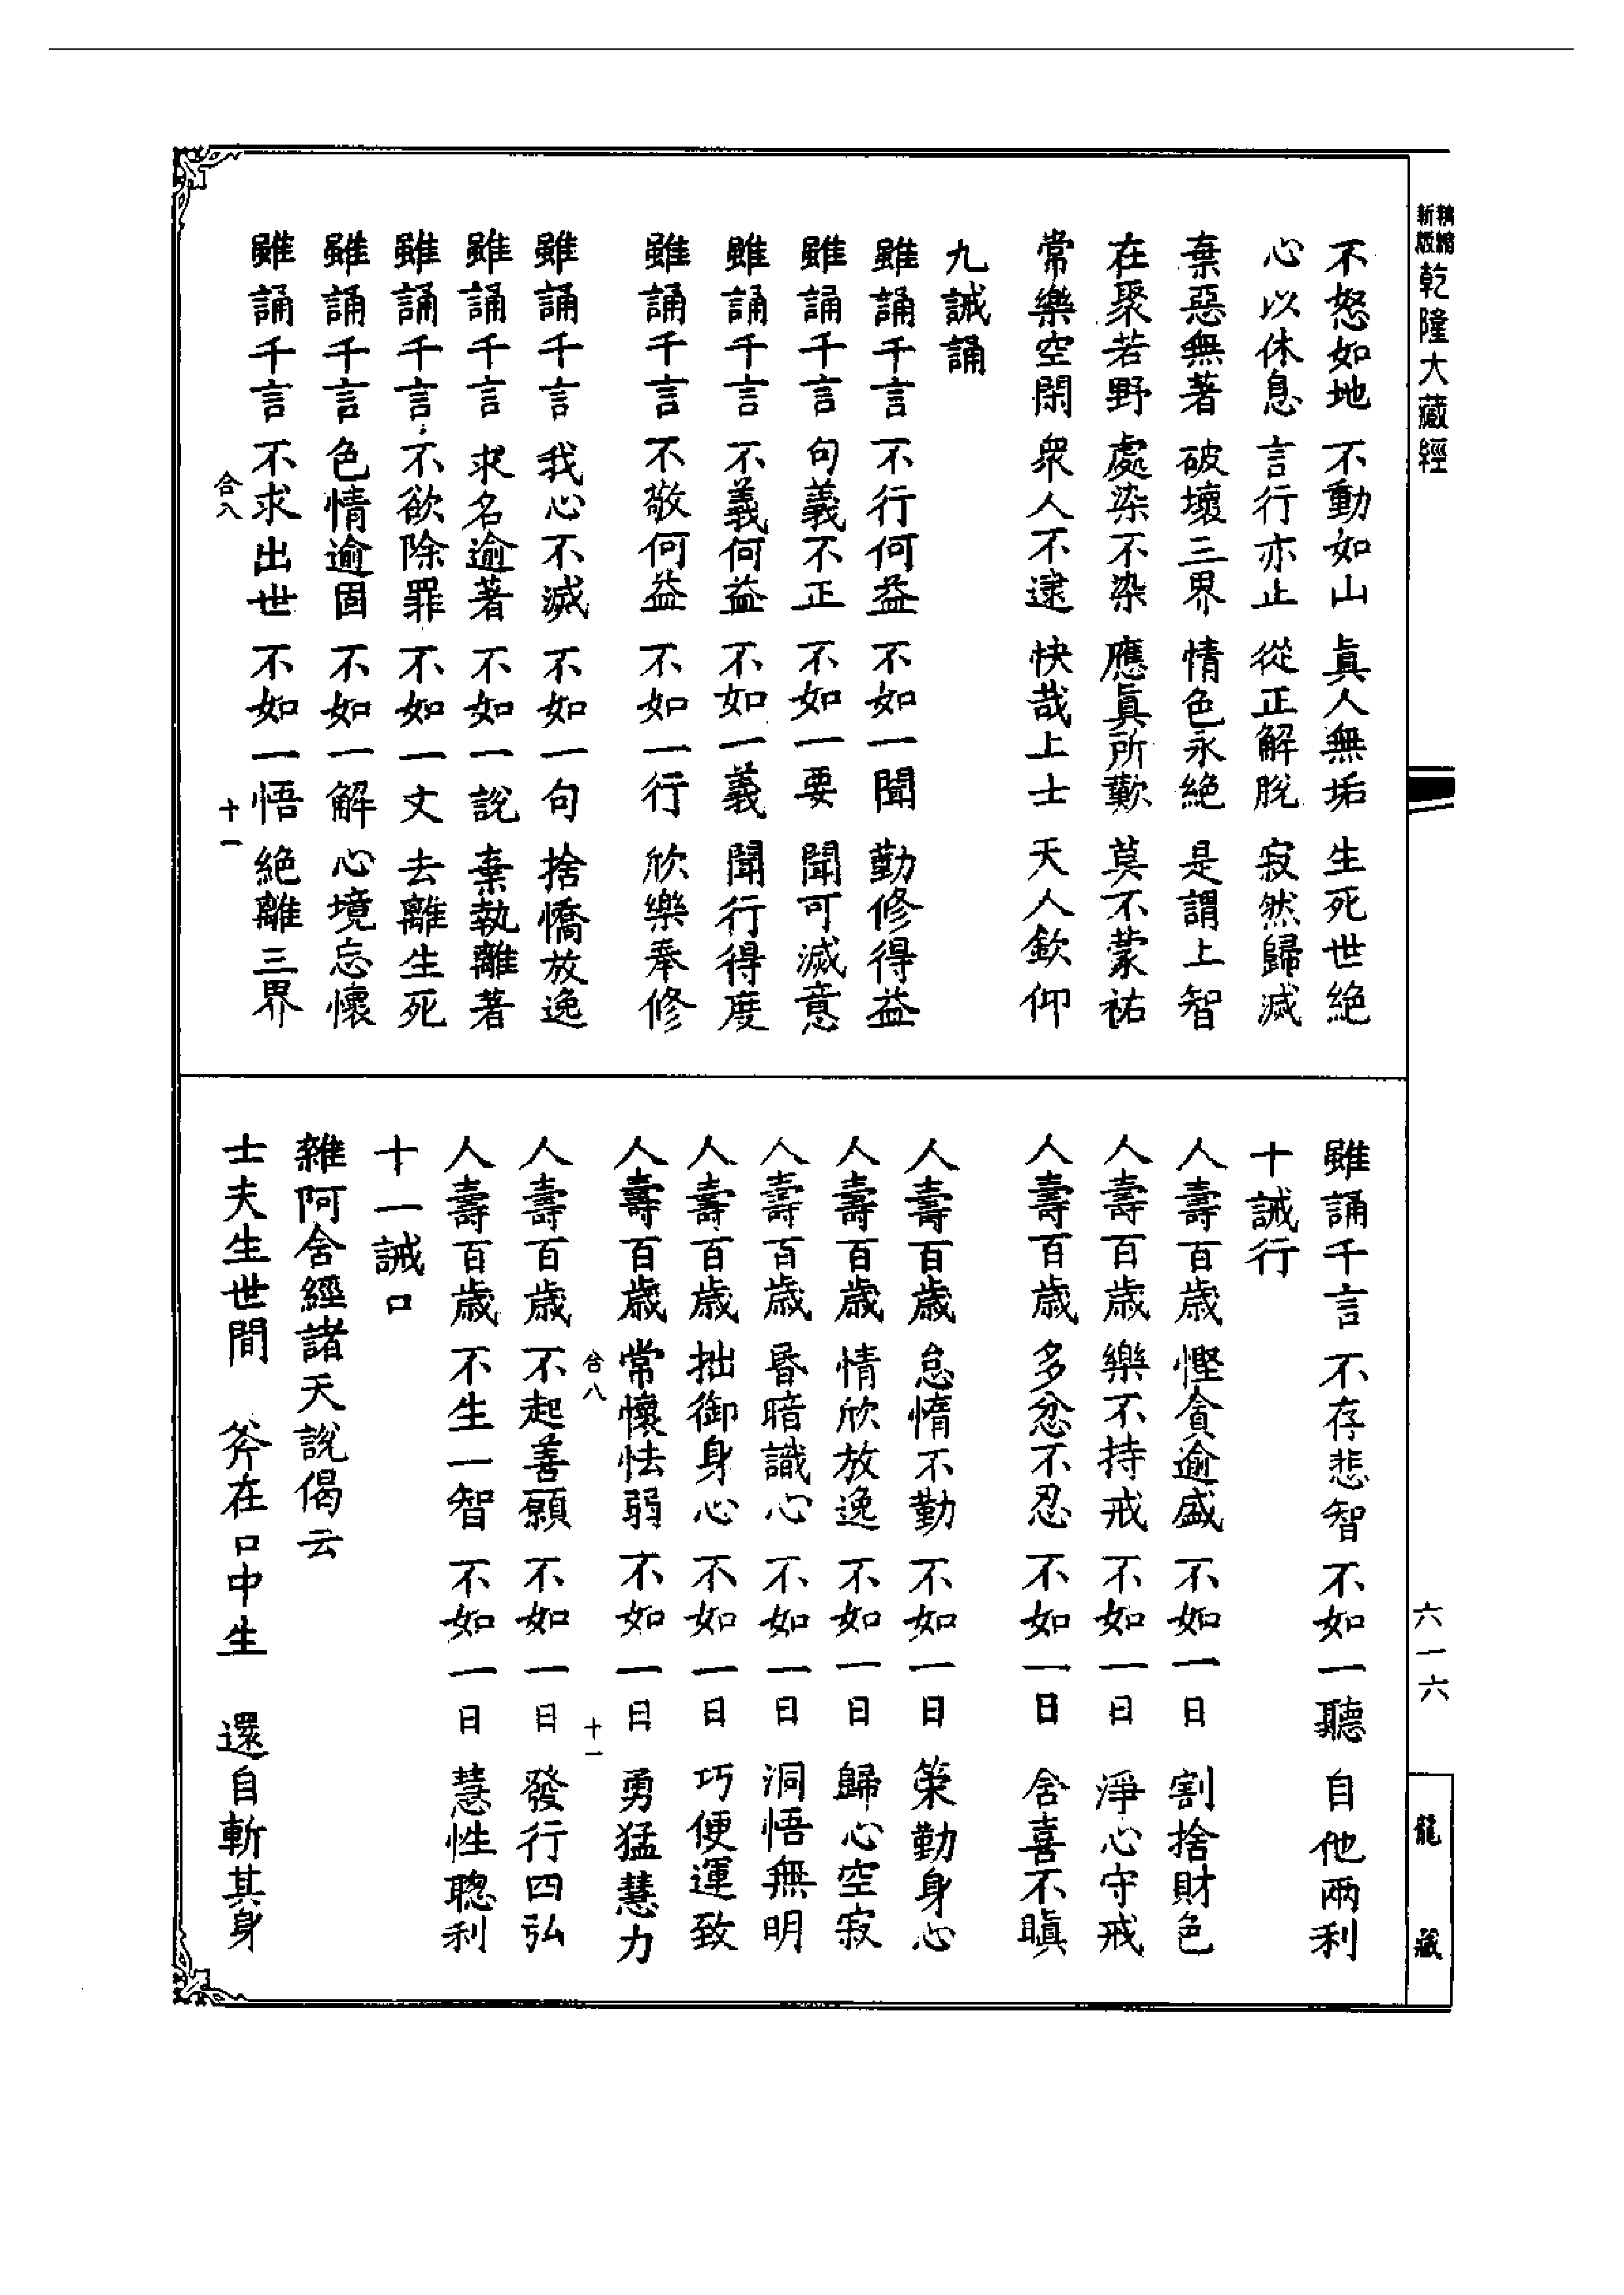 精縮新版 乾隆大藏經
不怒如地 不動如山 眞人無垢 生死世絕
心以休息 言行亦止 從正解脫 寂然歸滅
棄惡無著 破壞三界 情色永絕 是謂上智
在聚若野 處染不染 應眞所歎 莫不蒙祐
常樂空閑 衆人不逮 快哉上士 天人欽仰
九誡誦
雖誦千言 不行何益 不如一聞 勤修得益
雖誦千言 句義不正 不如一要 聞可滅意
雖誦千言 不義何益 不如一義 聞行得度
雖誦千言 不敬何益 不如一行 欣樂奉修
雖誦千言 我心不滅 不如一句 捨憍放逸
雖誦千言 求名逾著 不如一說 棄執離著
雖誦千言 不欲除罪 不如一丈 去離生死
雖誦千言 色情逾固 不如一解 心境忘懷
雖誦千言 不求出世 不如一悟 絕離三界
合八 十一
雖誦千言 不存悲智 不如一聽 自他兩利
十誡行
人壽百歲 慳貪逾盛 不如一日 割捨財色
人壽百歲 樂不持戒 不如一日 淨心守戒
人壽百歲 多忿不忍 不如一日 含喜不瞋
人壽百歲 怠惰不勤 不如一日 策勤身心
人壽百歲 情欣放逸 不如一日 歸心空寂
人壽百歲 昏暗識心 不如一日 洞悟無明
人壽百歲 拙御身心 不如一日 巧便運致
人壽百歲 常懷怯弱 不如一日 勇猛慧力
合八 十一
人壽百歲 不起善願 不如一日 發行四弘
人壽百歲 不生一智 不如一日 慧性聰利
十一誡口
雜阿含經諸天說偈云
士夫生世間 斧在口中生 還自斬其身
六一六
龍藏